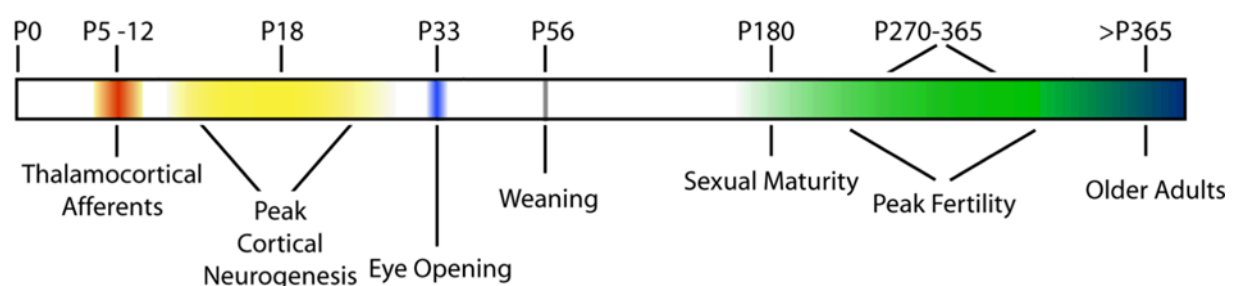 P0 P5 -12 P18 P33 P56 P180 P270-365 >P365
Thalamocortical
Afferents
Peak
Cortical
Neurogenesis
Eye Opening
Weaning
Sexual Maturity
Peak Fertility
Older Adults